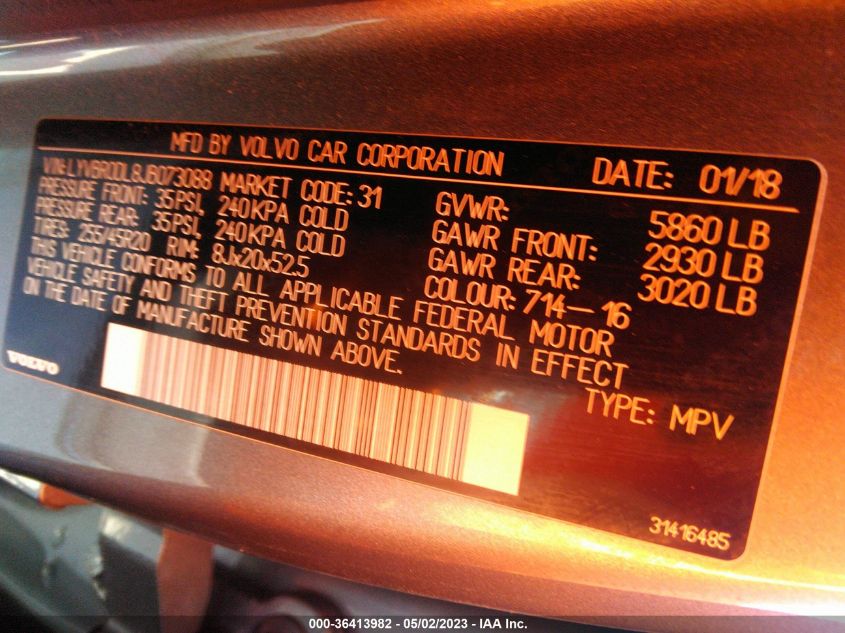 MFD BY VOLVO CAR CORPORATION DATE: 01/18
VIN: LYVBR0DL8JB073088 MARKET CODE: 31
PRESSURE FRONT: 35PSI, 240KPA COLD
PRESSURE REAR: 35PSI, 240KPA COLD
TIRES: 255/45R20 RIM: 8Jx20x52.5
GVWR: 5860 LB
GAWR FRONT: 2930 LB
GAWR REAR: 3020 LB
COLOUR: 714-16
THIS VEHICLE CONFORMS TO ALL APPLICABLE FEDERAL MOTOR
VEHICLE SAFETY AND THEFT PREVENTION STANDARDS IN EFFECT
ON THE DATE OF MANUFACTURE SHOWN ABOVE.
TYPE: MPV
VOLVO
31416485
000-36413982 - 05/02/2023 - IAA Inc.